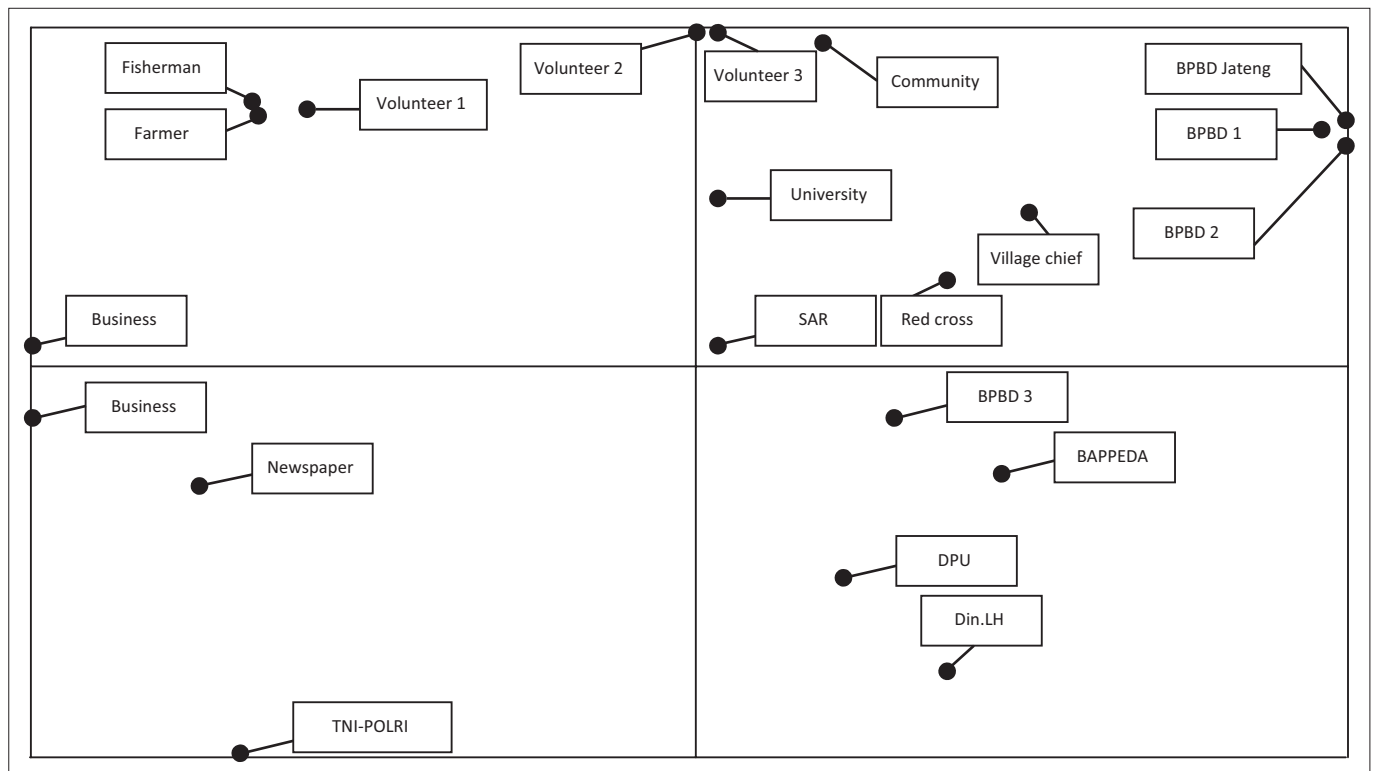 Fisherman
Volunteer 2
Volunteer 3
Community
BPBD Jateng
Volunteer 1
Farmer
BPBD 1
University
BPBD 2
Village chief
Business
SAR
Red cross
Business
BPBD 3
Newspaper
BAPPEDA
DPU
Din.LH
TNI-POLRI